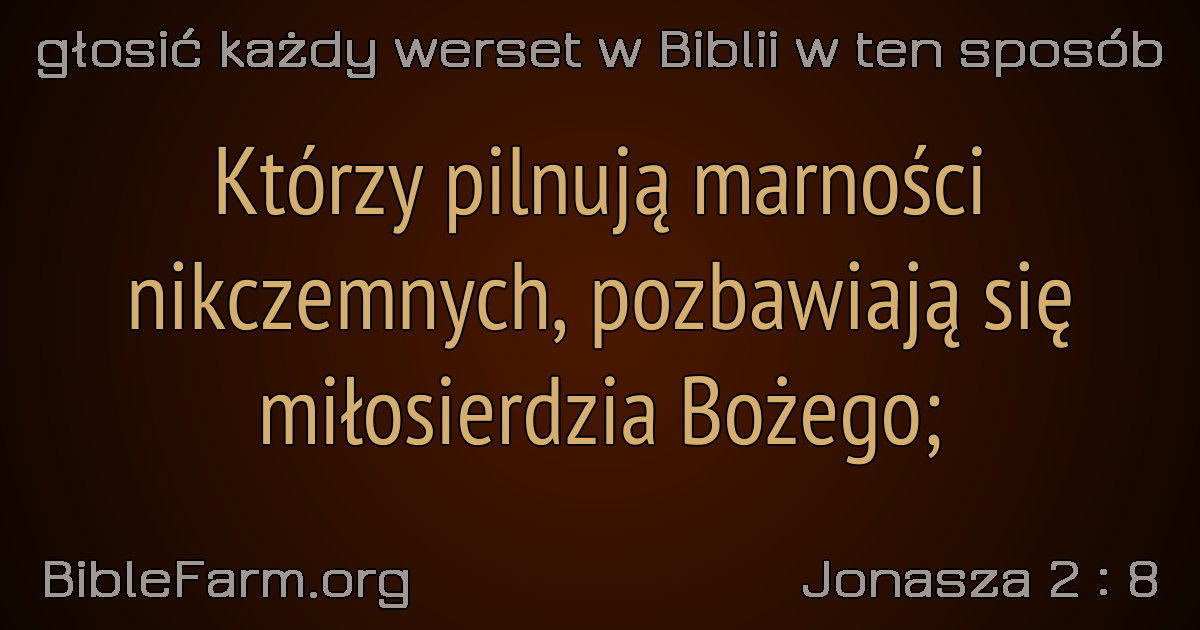 głosić każdy werset w Biblii w ten sposób
Którzy pilnują marności
nikczemnych, pozbawiają się
miłosierdzia Bożego;
BibleFarm.org
Jonasza 2 : 8